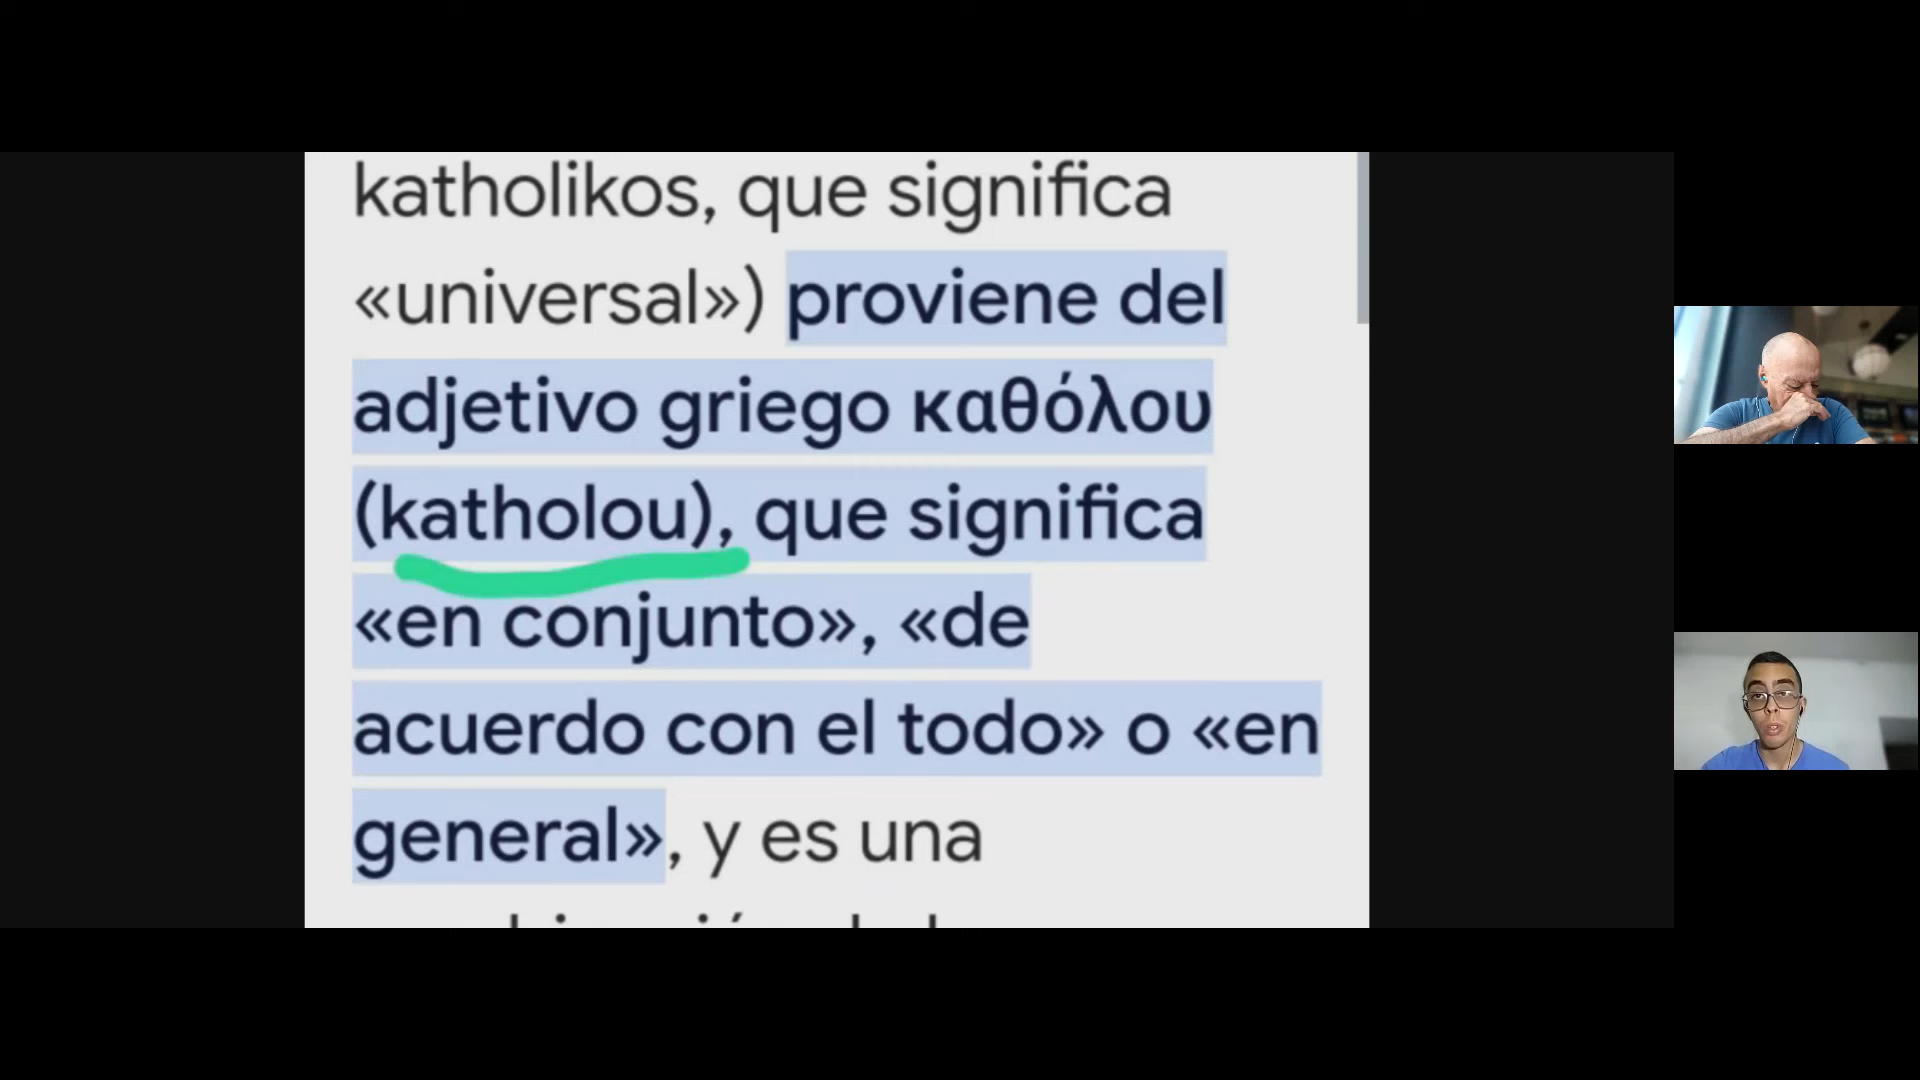 katholikos, que significa
«universal») proviene del
adjetivo griego καθόλου
(katholou), que significa
«en conjunto», «de
acuerdo con el todo» o «en
general», y es una